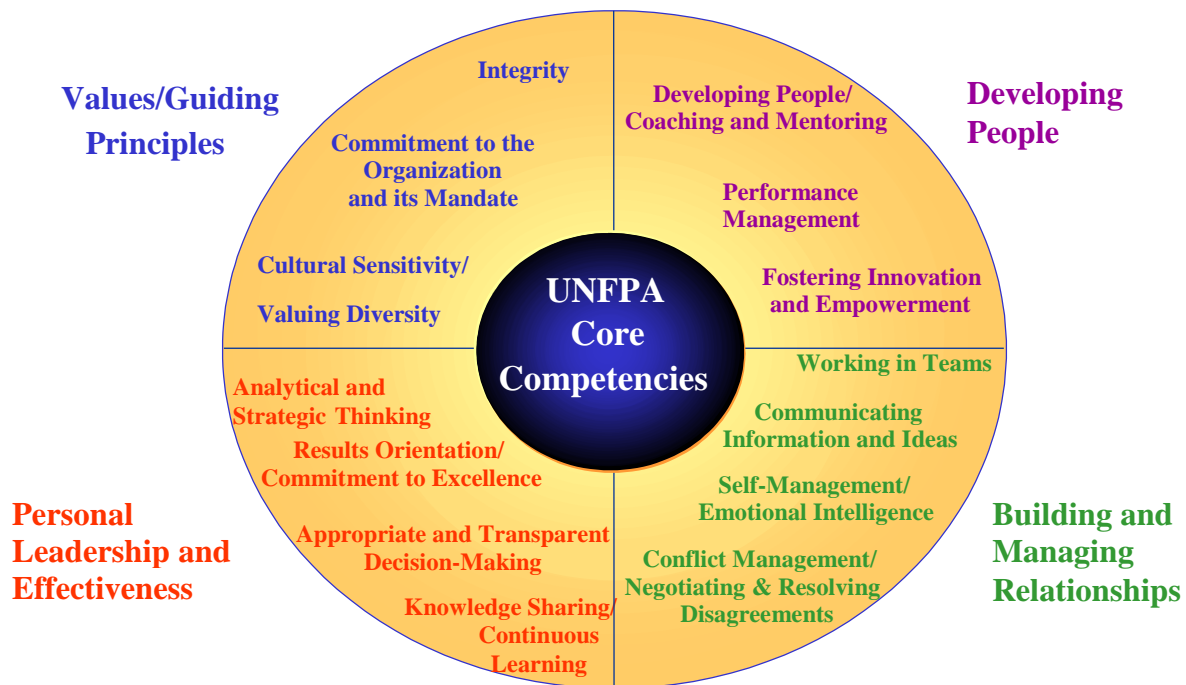 Values/Guiding
Principles
Integrity
Commitment to the
Organization
and its Mandate
Cultural Sensitivity/
Valuing Diversity
Developing
People
Developing People/
Coaching and Mentoring
Performance
Management
Fostering Innovation
and Empowerment
UNFPA
Core
Competencies
Personal
Leadership and
Effectiveness
Analytical and
Strategic Thinking
Results Orientation/
Commitment to Excellence
Appropriate and Transparent
Decision-Making
Knowledge Sharing/
Continuous
Learning
Building and
Managing
Relationships
Working in Teams
Communicating
Information and Ideas
Self-Management/
Emotional Intelligence
Conflict Management/
Negotiating & Resolving
Disagreements